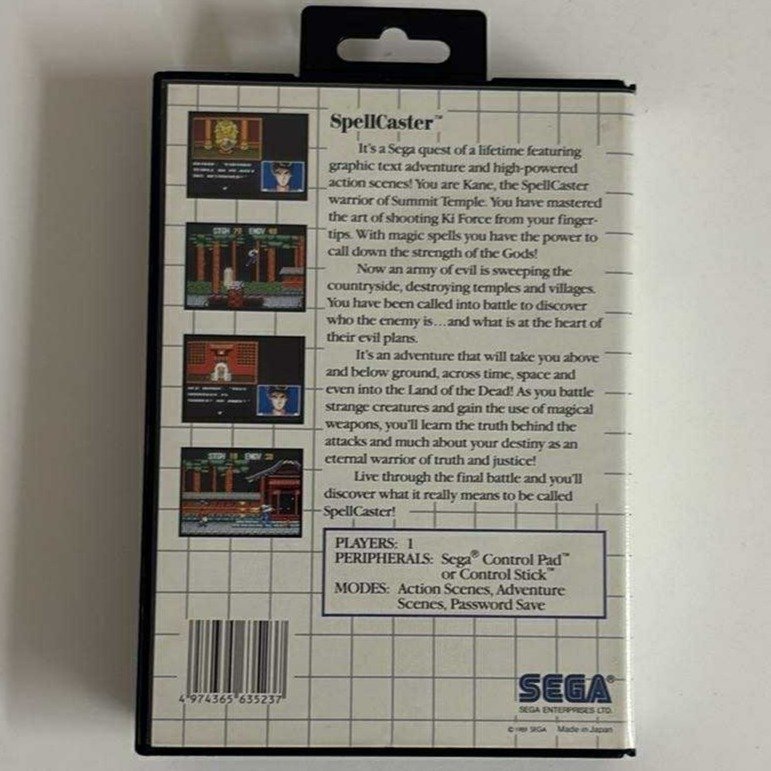 SpellCaster™
It's a Sega quest of a lifetime featuring
graphic text adventure and high-powered
action scenes! You are Kane, the SpellCaster
warrior of Summit Temple. You have mastered
the art of shooting Ki Force from your finger-
tips. With magic spells you have the power to
call down the strength of the Gods!
Now an army of evil is sweeping the
countryside, destroying temples and villages.
You have been called into battle to discover
who the enemy is...and what is at the heart of
their evil plans.
It's an adventure that will take you above
and below ground, across time, space and
even into the Land of the Dead! As you battle
strange creatures and gain the use of magical
weapons, you'll learn the truth behind the
attacks and much about your destiny as an
eternal warrior of truth and justice!
Live through the final battle and you'll
discover what it really means to be called
SpellCaster!
PLAYERS: 1
PERIPHERALS: Sega® Control Pad™
or Control Stick™
MODES: Action Scenes, Adventure
Scenes, Password Save
4 974365 635237
SEGA®
SEGA ENTERPRISES LTD.
© 1989 SEGA Made in Japan